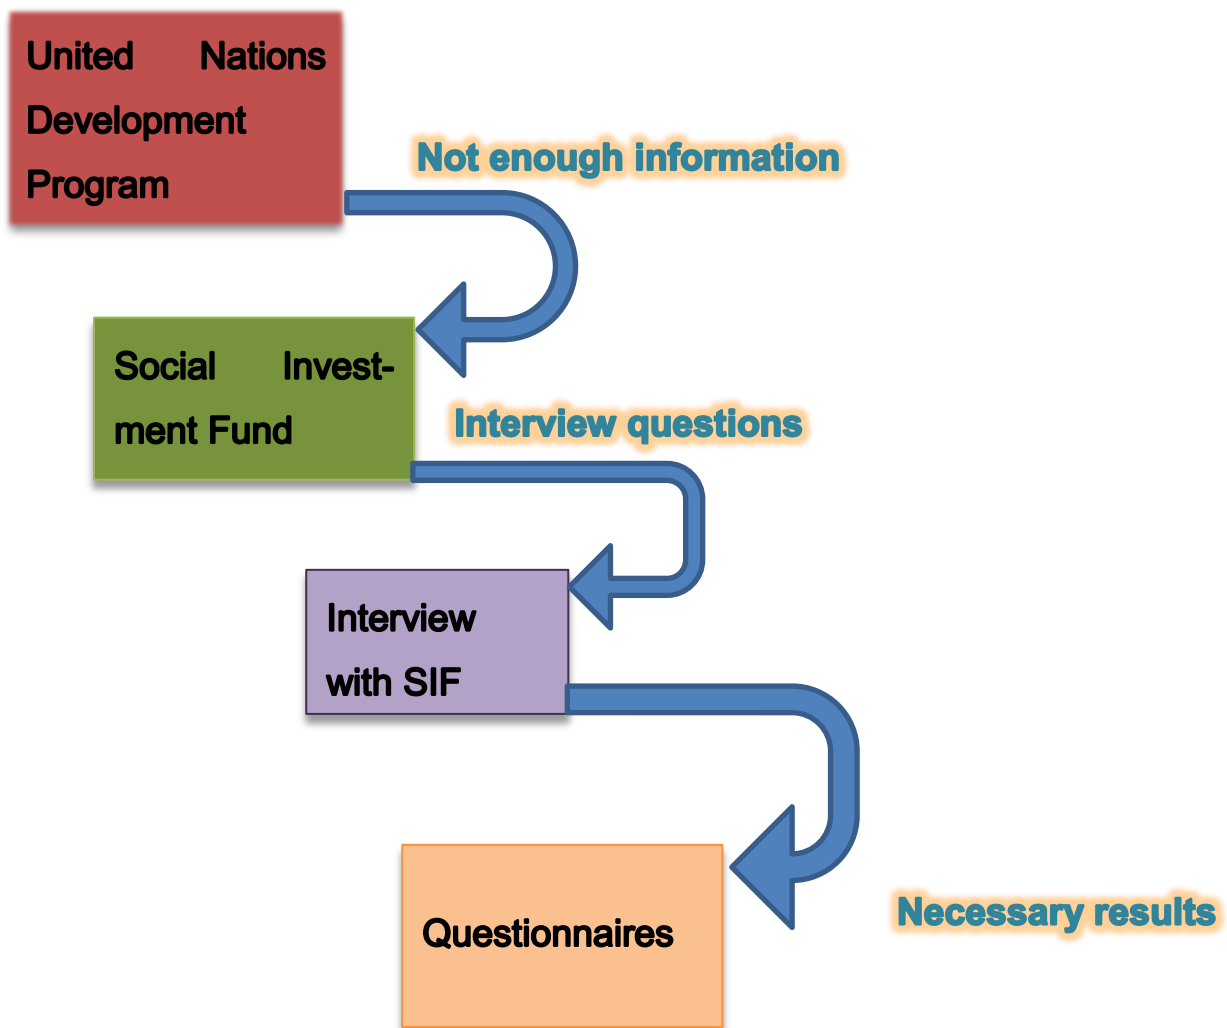 United Nations
Development
Program
Not enough information
Social Invest-
ment Fund
Interview questions
Interview
with SIF
Questionnaires
Necessary results